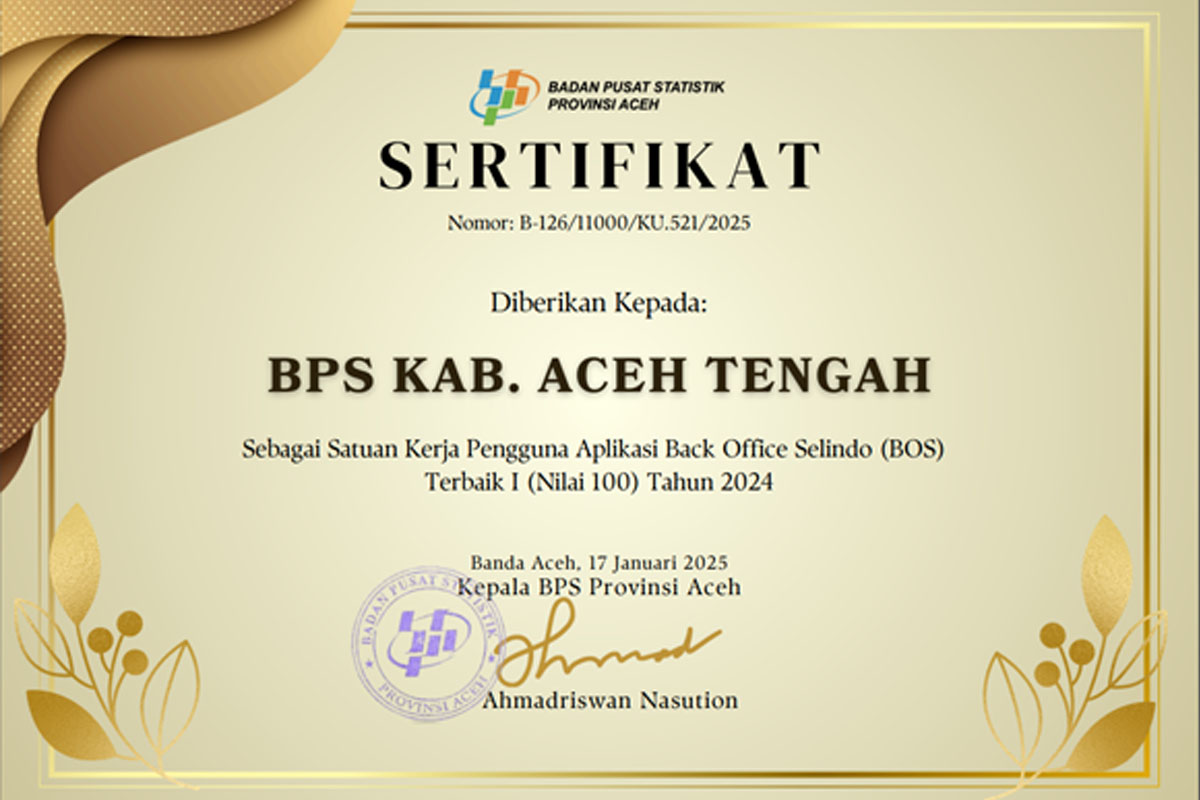 BADAN PUSAT STATISTIK
PROVINSI ACEH
SERTIFIKAT
Nomor: B-126/11000/KU.521/2025
Diberikan Kepada:
BPS KAB. ACEH TENGAH
Sebagai Satuan Kerja Pengguna Aplikasi Back Office Selindo (BOS)
Terbaik I (Nilai 100) Tahun 2024
Banda Aceh, 17 Januari 2025
Kepala BPS Provinsi Aceh
BADAN PUSAT STATISTIK
PROVINSI ACEH
Ahmad
Ahmadriswan Nasution